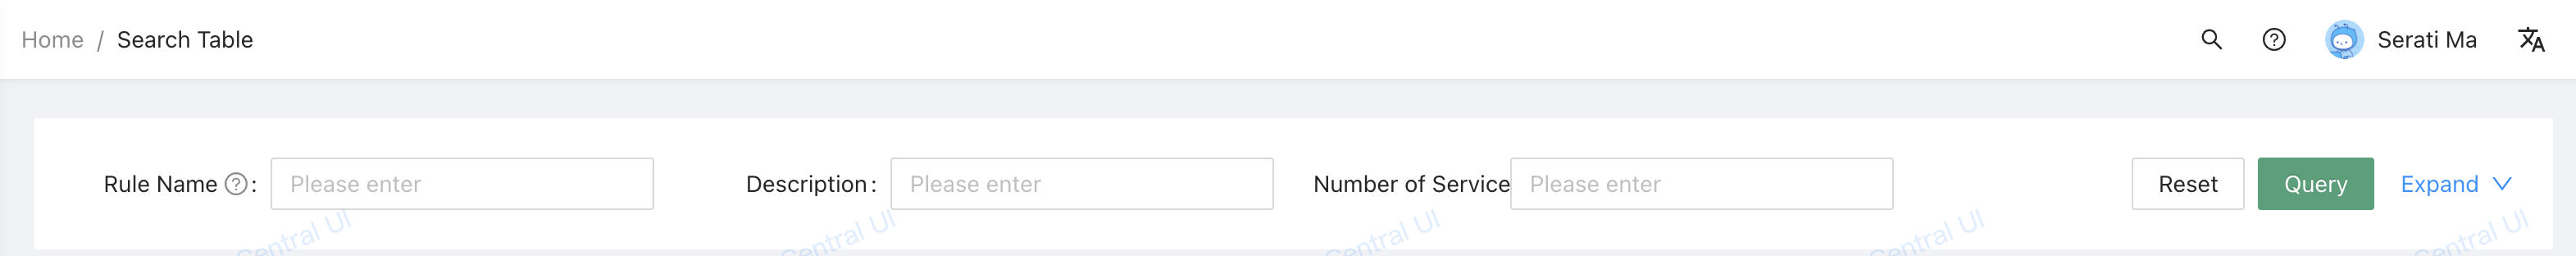 Home / Search Table
Serati Ma
Rule Name ? : Please enter
Description : Please enter
Number of Service Please enter
Reset Query Expand
Central UI Central UI Central UI Central UI Central UI